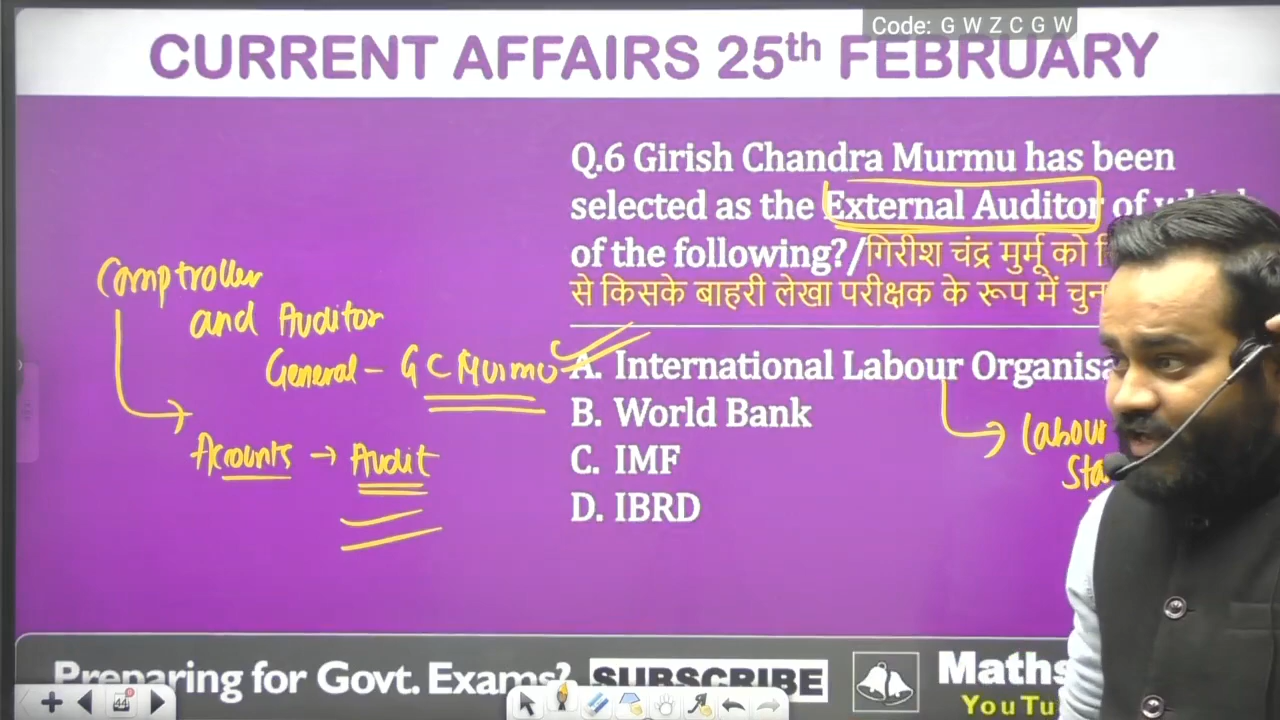 Code: G W Z C G W
CURRENT AFFAIRS 25th FEBRUARY
Q.6 Girish Chandra Murmu has been
selected as the External Auditor of
of the following?/गिरीश चंद्र मुर्मू को
से किसके बाहरी लेखा परीक्षक के रूप में
A. International Labour
B. World Bank
C. IMF
D. IBRD
Comptroller
and Auditor
General - G C Murmu
Accounts → Audit
Labour
Preparing for Govt. Exams? SUBSCRIBE
Maths
44